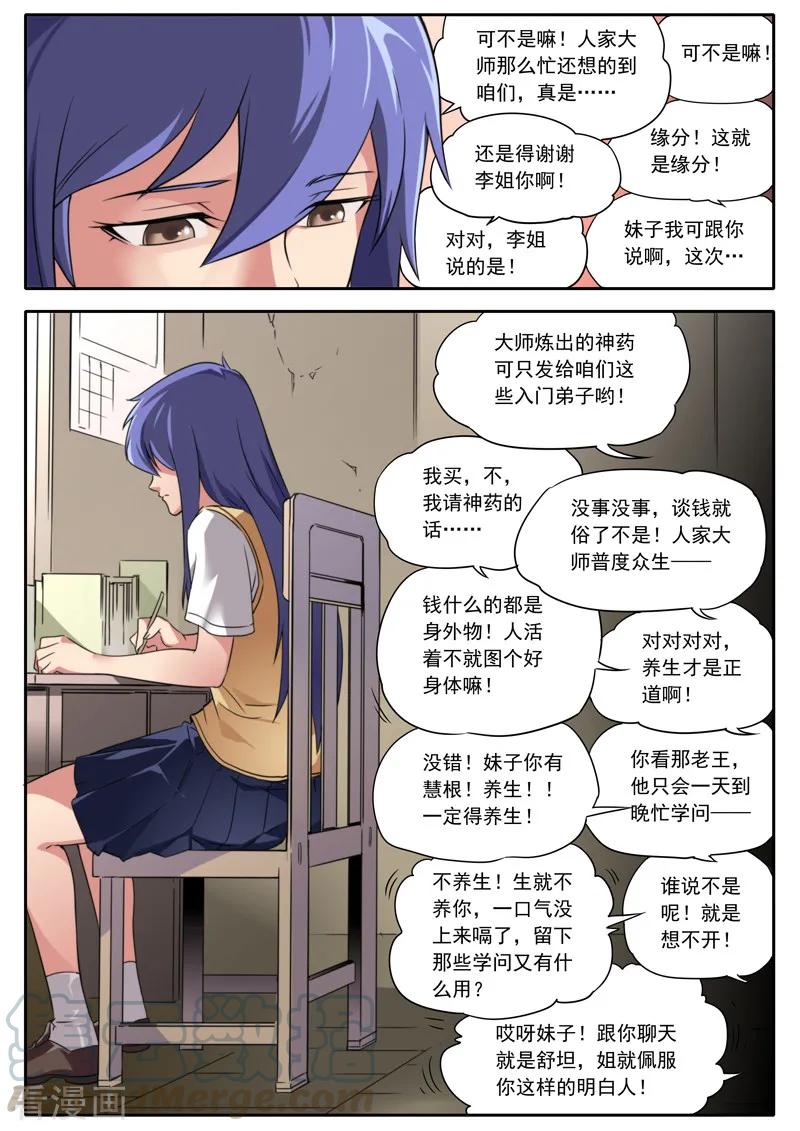 可不是嘛！人家大
师那么忙还想的到
咱们，真是……
可不是嘛！
还是得谢谢
李姐你啊！
缘分！这就
是缘分！
对对，李姐
说的是！
妹子我可跟你
说啊，这次…
大师炼出的神药
可只发给咱们这
些入门弟子哟！
我买，不，
我请神药的
话……
没事没事，谈钱就
俗了不是！人家大
师普度众生——
钱什么的都是
身外物！人活
着不就图个好
身体嘛！
对对对对，
养生才是正
道啊！
没错！妹子你有
慧根！养生！！
一定得养生！
你看那老王，
他只会一天到
晚忙学问——
不养生！生就不
养你，一口气没
上来嗝了，留下
那些学问又有什
么用？
谁说不是
呢！就是
想不开！
哎呀妹子！跟你聊天
就是舒坦，姐就佩服
你这样的明白人！
看漫画